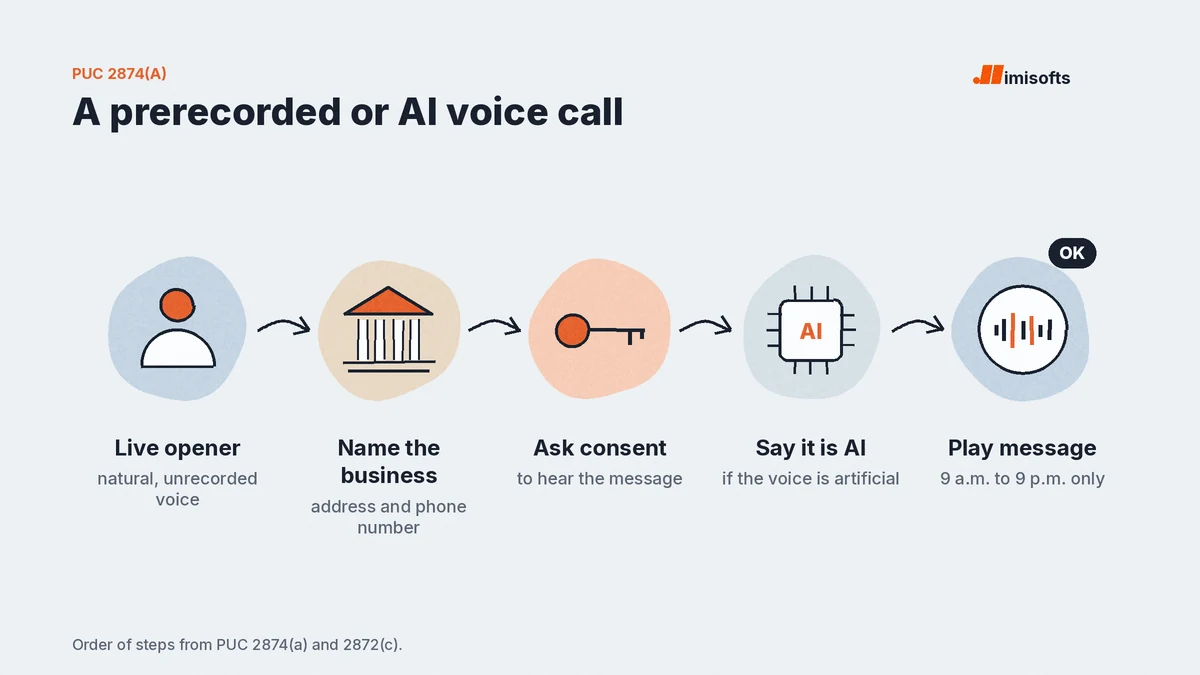 PUC 2874(A)
imisofts
A prerecorded or AI voice call
OK
AI
Live opener
natural, unrecorded
voice
Name the
business
address and phone
number
Ask consent
to hear the message
Say it is AI
if the voice is artificial
Play message
9 a.m. to 9 p.m. only
Order of steps from PUC 2874(a) and 2872(c).